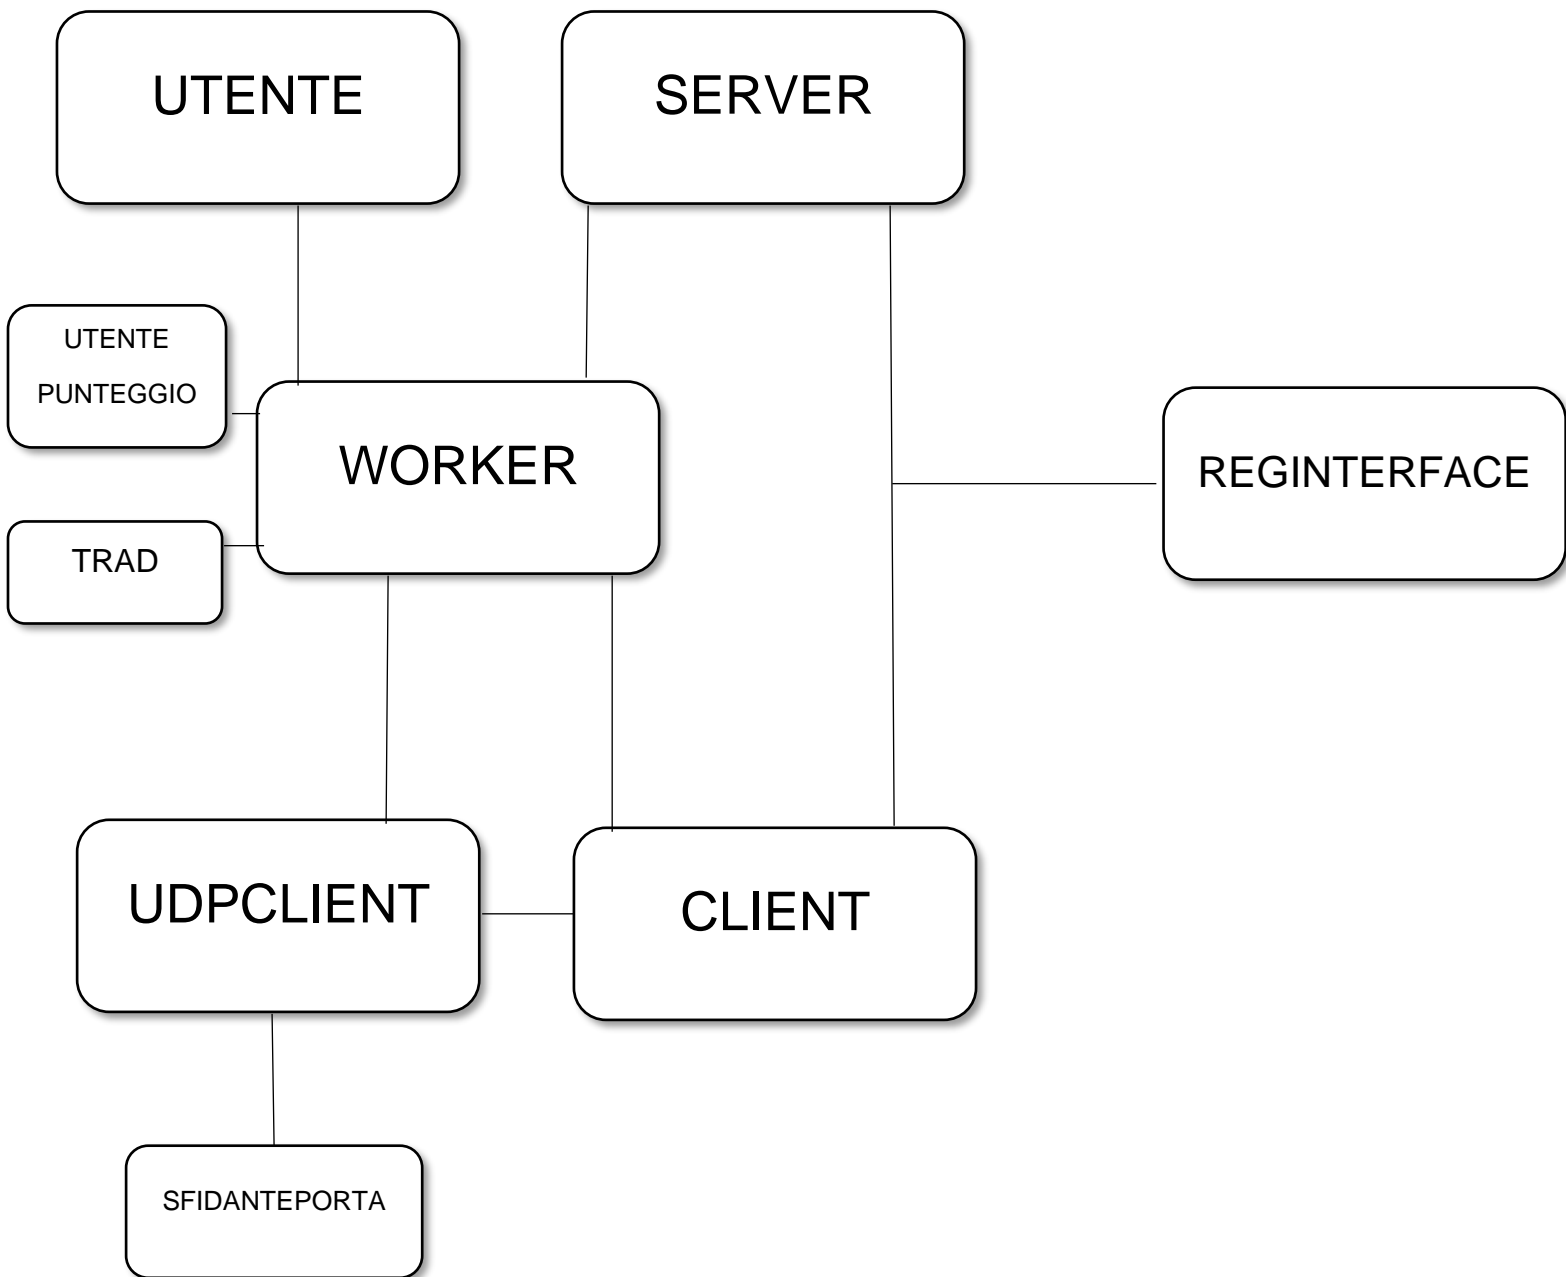 UTENTE
SERVER
UTENTE
PUNTEGGIO
WORKER
REGINTERFACE
TRAD
UDPCLIENT
CLIENT
SFIDANTEPORTA